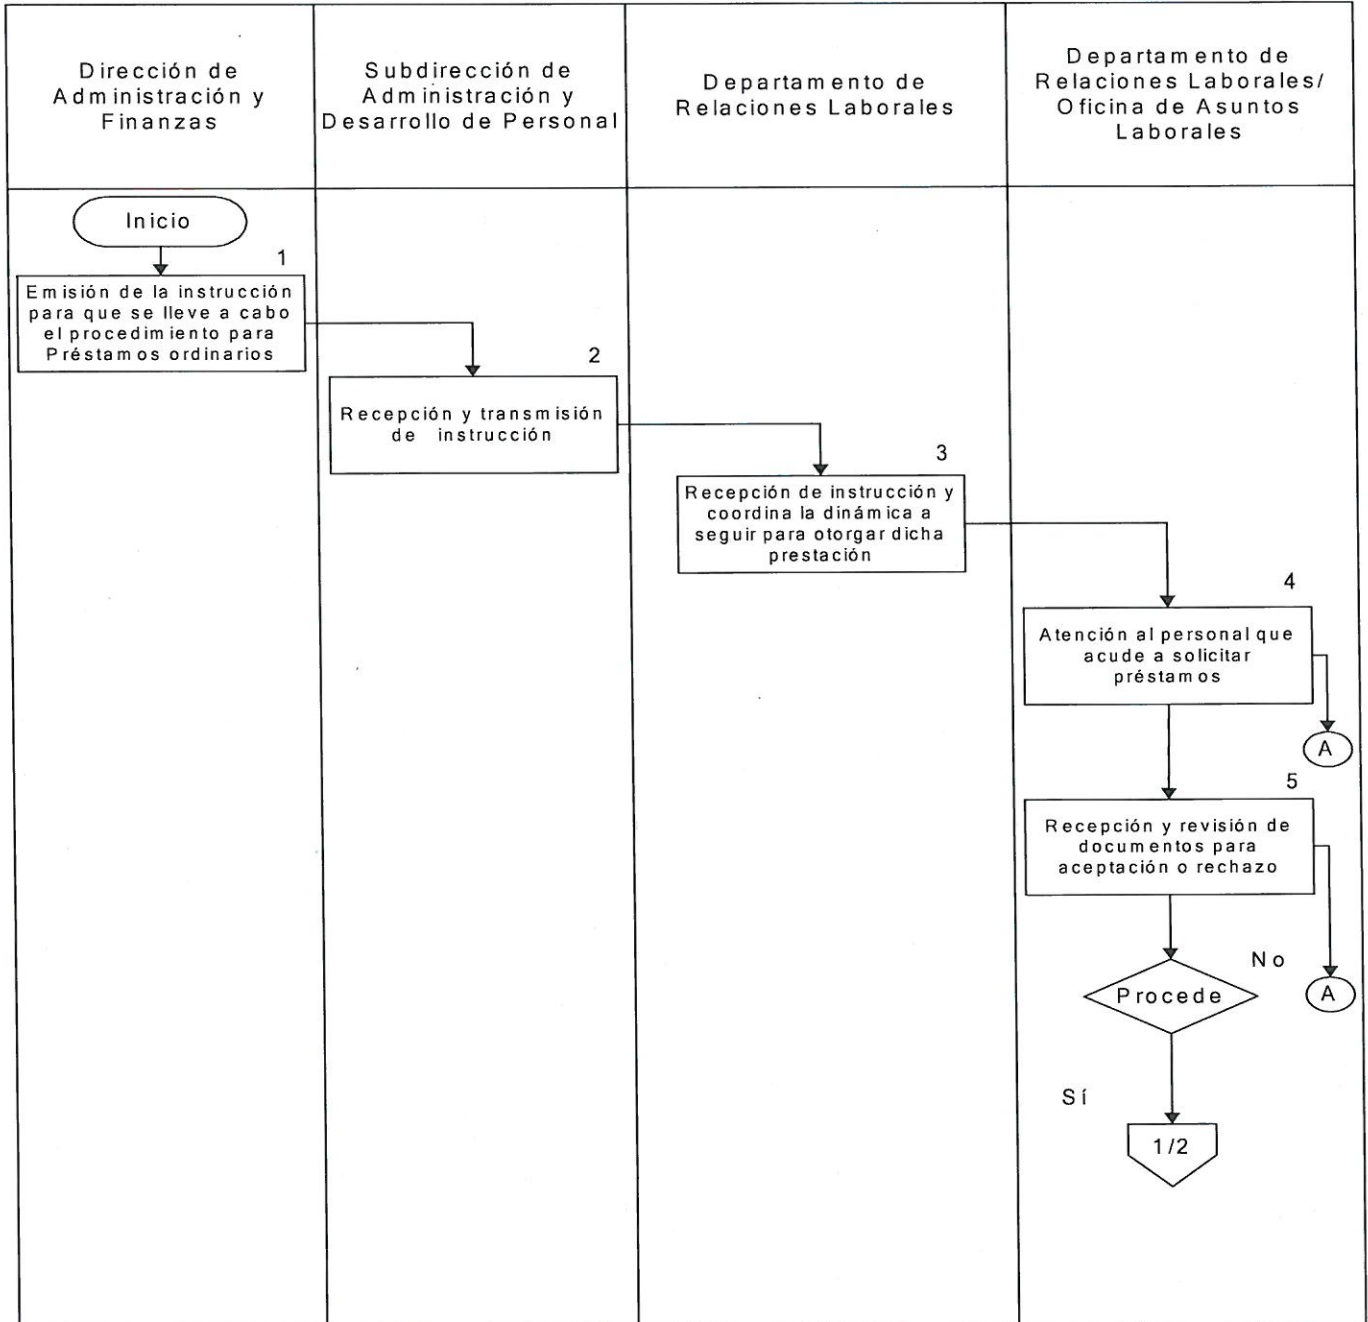 Dirección de
Administración y
Finanzas
Subdirección de
Administración y
Desarrollo de Personal
Departamento de
Relaciones Laborales
Departamento de
Relaciones Laborales/
Oficina de Asuntos
Laborales
Inicio
1
Emisión de la instrucción
para que se lleve a cabo
el procedimiento para
Préstamos ordinarios
2
Recepción y transmisión
de instrucción
3
Recepción de instrucción y
coordina la dinámica a
seguir para otorgar dicha
prestación
4
Atención al personal que
acude a solicitar
préstamos
A
5
Recepción y revisión de
documentos para
aceptación o rechazo
No
Procede
A
Sí
1/2